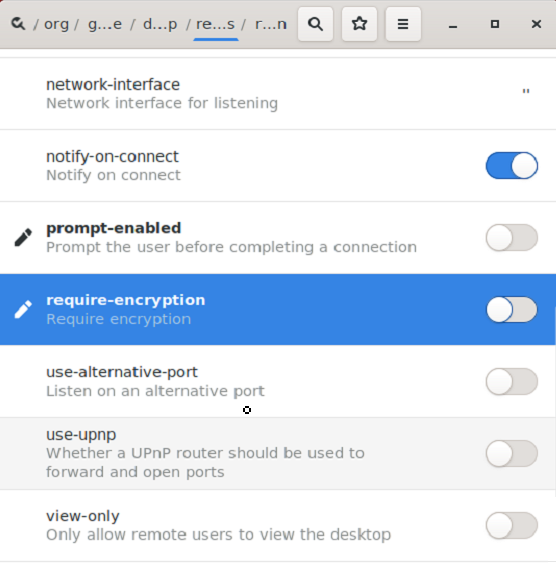 / org / g...e / d...p / re...s / r...n
network-interface
Network interface for listening
''
notify-on-connect
Notify on connect
prompt-enabled
Prompt the user before completing a connection
require-encryption
Require encryption
use-alternative-port
Listen on an alternative port
use-upnp
Whether a UPnP router should be used to
forward and open ports
view-only
Only allow remote users to view the desktop